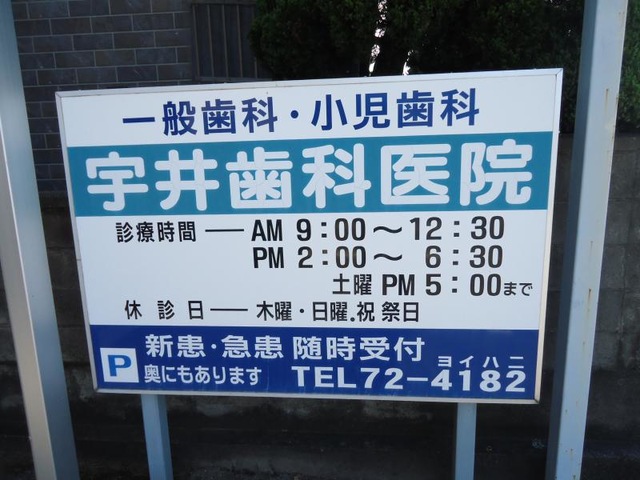 一般歯科・小児歯科
宇井歯科医院
診療時間 ― AM 9:00～12:30
PM 2:00～ 6:30
土曜 PM 5:00まで
休診日 ― 木曜・日曜.祝祭日
新患・急患 随時受付
ヨイハニ
P 奥にもあります TEL72-4182